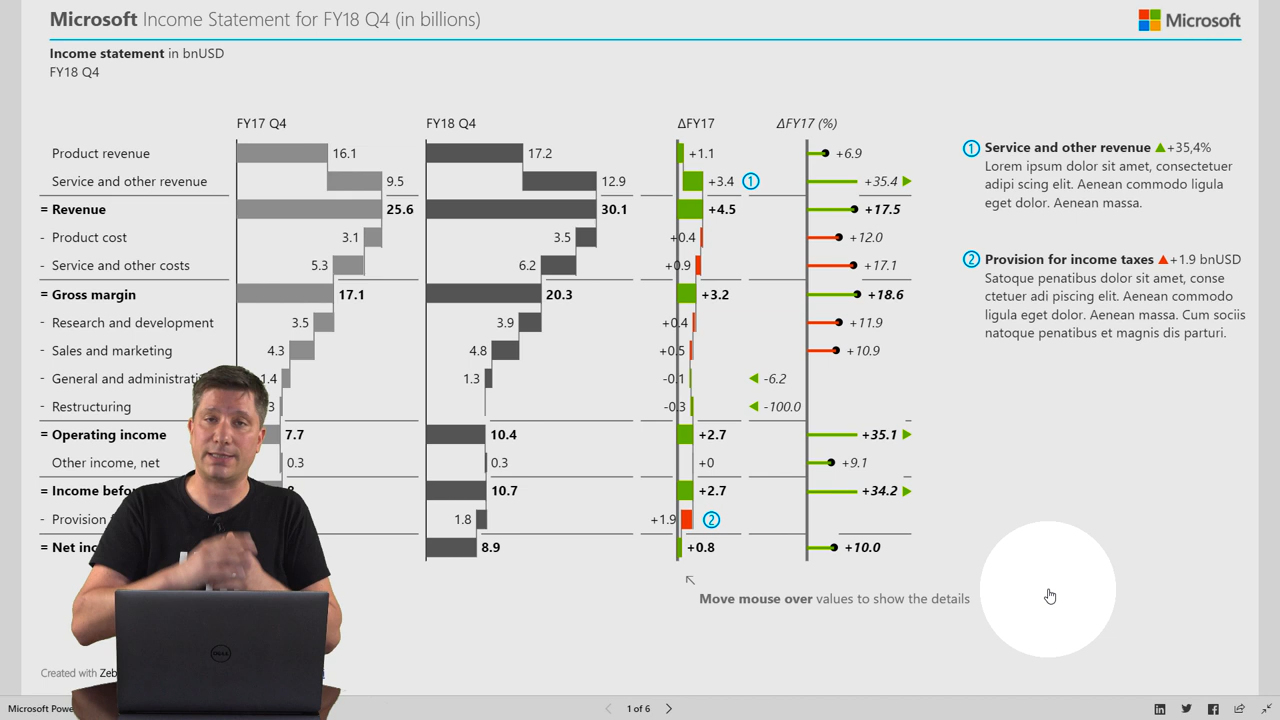 Microsoft Income Statement for FY18 Q4 (in billions)
Microsoft
Income statement in bnUSD
FY18 Q4
FY17 Q4 FY18 Q4 ΔFY17 ΔFY17 (%)
Product revenue 16.1 17.2 +1.1 +6.9
Service and other revenue 9.5 12.9 +3.4 1 +35.4
= Revenue 25.6 30.1 +4.5 +17.5
- Product cost 3.1 3.5 +0.4 +12.0
- Service and other costs 5.3 6.2 +0.9 +17.1
= Gross margin 17.1 20.3 +3.2 +18.6
- Research and development 3.5 3.9 +0.4 +11.9
- Sales and marketing 4.3 4.8 +0.5 +10.9
- General and 1.4 1.3 -0.1 -6.2
- Restructuring 3 -0.3 -100.0
= Operating income 7.7 10.4 +2.7 +35.1
Other income, net 0.3 0.3 +0 +9.1
= Income 10.7 +2.7 +34.2
- Provision 1.8 +1.9 2
= Net 8.9 +0.8 +10.0
1 Service and other revenue ▲+35,4%
Lorem ipsum dolor sit amet, consectetuer
adipi scing elit. Aenean commodo ligula
eget dolor. Aenean massa.
2 Provision for income taxes ▲+1.9 bnUSD
Satoque penatibus dolor sit amet, conse
ctetuer adi piscing elit. Aenean commodo
ligula eget dolor. Aenean massa. Cum sociis
natoque penatibus et magnis dis parturi.
Move mouse over values to show the details
Created with
DELL
Microsoft
1 of 6